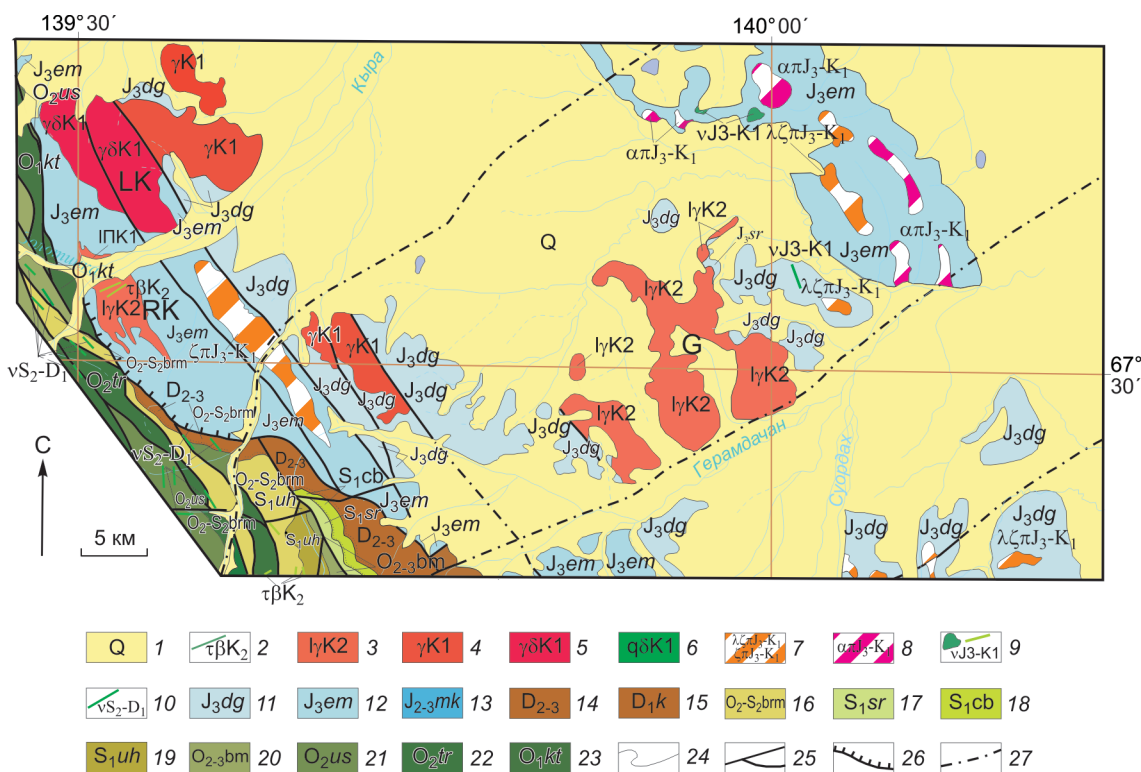 139°30´
140°00´
J₃em
O₂us
γK1
J₃dg
Кыра
απJ₃-K₁
J₃em
γδK1
γδK1
γK1
νJ3-K1
λζπJ₃-K₁
απJ₃-K₁
O₁kt
LK
J₃em
J₃dg
J₃em
J₃dg
lγK2
J₃sr
Q
απJ₃-K₁
lПK1
νJ3-K1
J₃em
O₁kt
τβK₂
J₃dg
lγK2
J₃dg
λζπJ₃-K₁
lγK2
RK
J₃em
ζπJ₃-K₁
γK1
γK1
J₃dg
J₃dg
G
lγK2
67°
30´
νS₂-D₁
O₂-S₂brm
O₂tr
D₂₋₃
J₃dg
J₃dg
J₃dg
lγK2
O₂-S₂brm
J₃em
lγK2
lγK2
J₃dg
J₃dg
Герамдачан
Суордах
J₃dg
С
νS₂-D₁
D₂₋₃
O₂-S₂brm
S₁cb
J₃dg
O₂us
S₁uh
S₁sr
J₃em
O₂-S₂brm
D₂₋₃
J₃em
J₃dg
J₃dg
J₃dg
J₃dg
λζπJ₃-K₁
5 км
S₁uh
O₂₋₃bm
J₃em
J₃em
τβK₂
Q 1
τβK₂ 2
lγK2 3
γK1 4
γδK1 5
qδK1 6
λζπJ₃-K₁
ζπJ₃-K₁ 7
απJ₃-K₁ 8
νJ3-K1 9
νS₂-D₁ 10
J₃dg 11
J₃em 12
J₂₋₃mk 13
D₂₋₃ 14
D₁k 15
O₂-S₂brm 16
S₁sr 17
S₁cb 18
S₁uh 19
O₂₋₃bm 20
O₂us 21
O₂tr 22
O₁kt 23
24
25
26
27